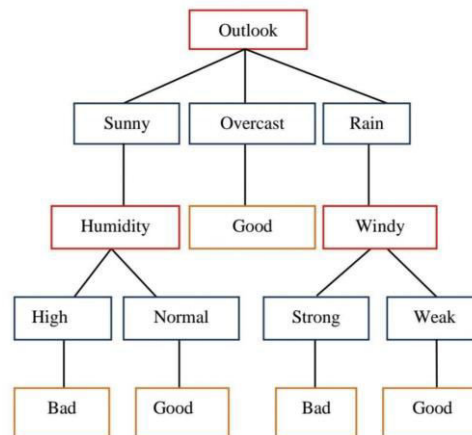 Outlook
Sunny Overcast Rain
Humidity Good Windy
High Normal Strong Weak
Bad Good Bad Good